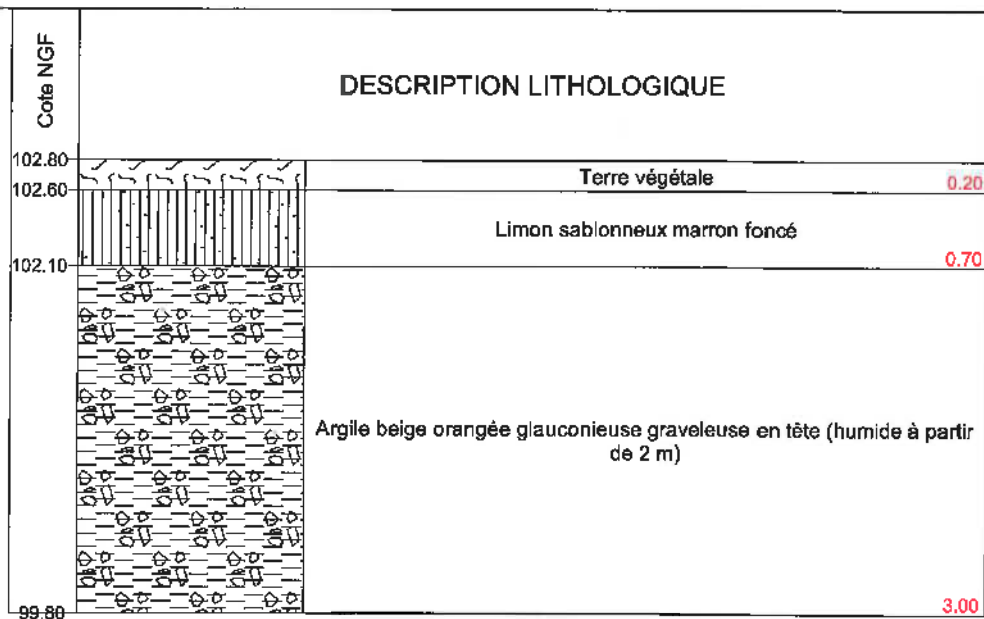 Cote NGF
DESCRIPTION LITHOLOGIQUE
102.80
Terre végétale
0.20
102.60
Limon sablonneux marron foncé
0.70
102.10
Argile beige orangée glauconieuse graveleuse en tête (humide à partir
de 2 m)
3.00
99.80